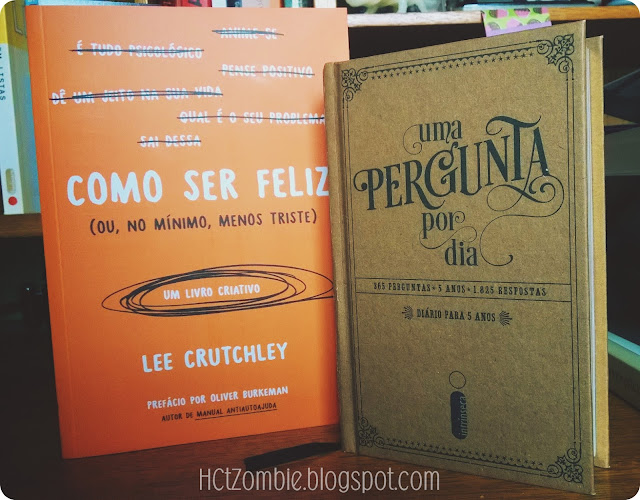 ANIME-SE
É TUDO PSICOLÓGICO
PENSE POSITIVO
DÊ UM JEITO NA SUA VIDA
QUAL É O SEU PROBLEMA
SAI DESSA
COMO SER FELIZ
(OU, NO MÍNIMO, MENOS TRISTE)
UM LIVRO CRIATIVO
LEE CRUTCHLEY
PREFÁCIO POR OLIVER BURKEMAN
AUTOR DE MANUAL ANTIAUTOAJUDA
uma
PERGUNTA
por
dia
365 PERGUNTAS • 5 ANOS • 1.825 RESPOSTAS
DIÁRIO PARA 5 ANOS
intrínseca
HCtZombie.blogspot.com